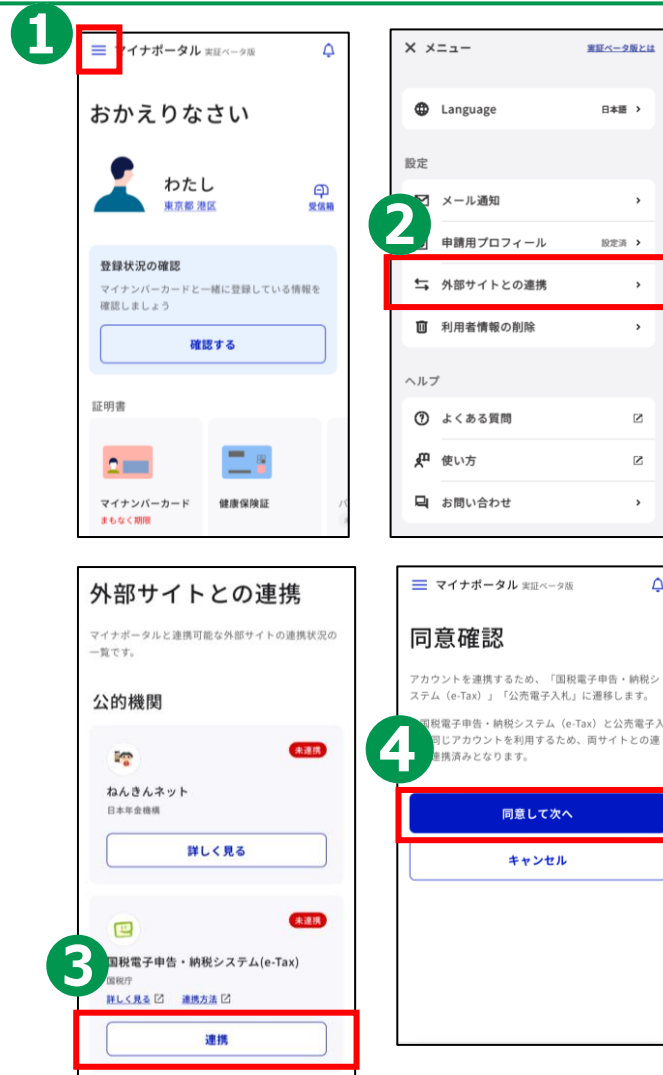 1
マイナポータル 実証ベータ版
おかえりなさい
わたし
東京都 港区
受信箱
登録状況の確認
マイナンバーカードと一緒に登録している情報を
確認しましょう
確認する
証明書
マイナンバーカード
まもなく期限
健康保険証
2
メニュー
実証ベータ版とは
Language
日本語
設定
メール通知
申請用プロフィール
設定済
外部サイトとの連携
利用者情報の削除
ヘルプ
よくある質問
使い方
お問い合わせ
外部サイトとの連携
マイナポータルと連携可能な外部サイトの連携状況の
一覧です。
公的機関
未連携
ねんきんネット
日本年金機構
詳しく見る
未連携
3
国税電子申告・納税システム(e-Tax)
国税庁
詳しく見る
連携方法
連携
マイナポータル 実証ベータ版
同意確認
アカウントを連携するため、「国税電子申告・納税シ
ステム（e-Tax）」「公売電子入札」に遷移します。
国税電子申告・納税システム（e-Tax）と公売電子入
同じアカウントを利用するため、両サイトとの連
連携済みとなります。
4
同意して次へ
キャンセル